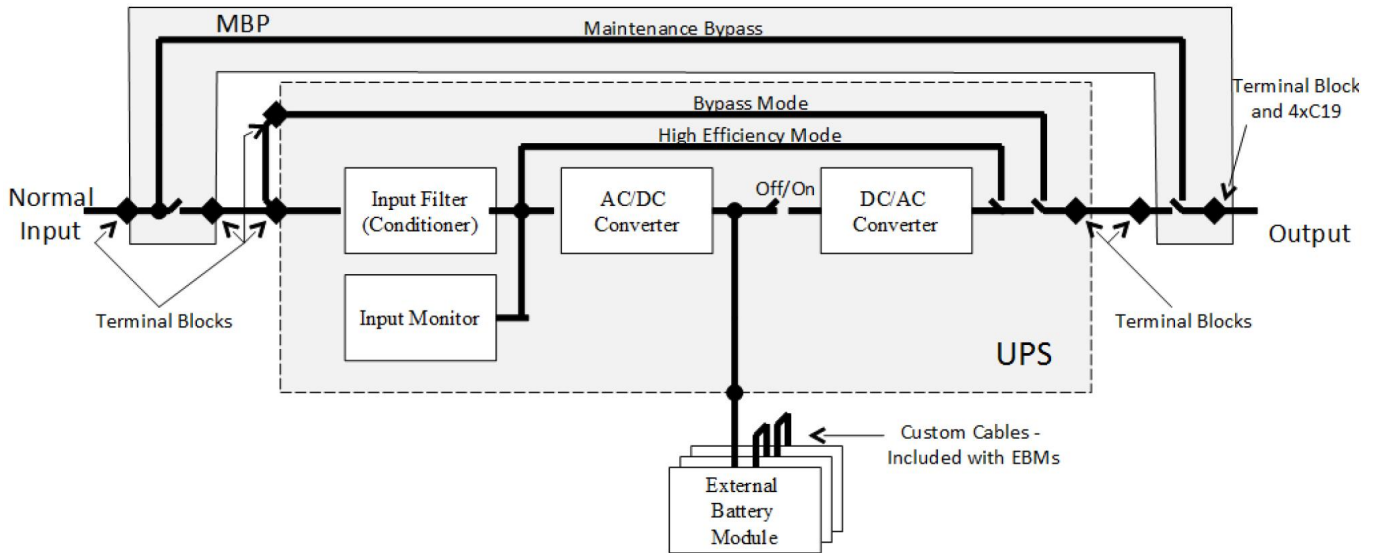 MBP
Maintenance Bypass
Terminal Block
and 4xC19
Bypass Mode
High Efficiency Mode
Normal
Input
Input Filter
(Conditioner)
AC/DC
Converter
Off/On
DC/AC
Converter
Output
Terminal Blocks
Input Monitor
Terminal Blocks
UPS
Custom Cables -
Included with EBMs
External
Battery
Module